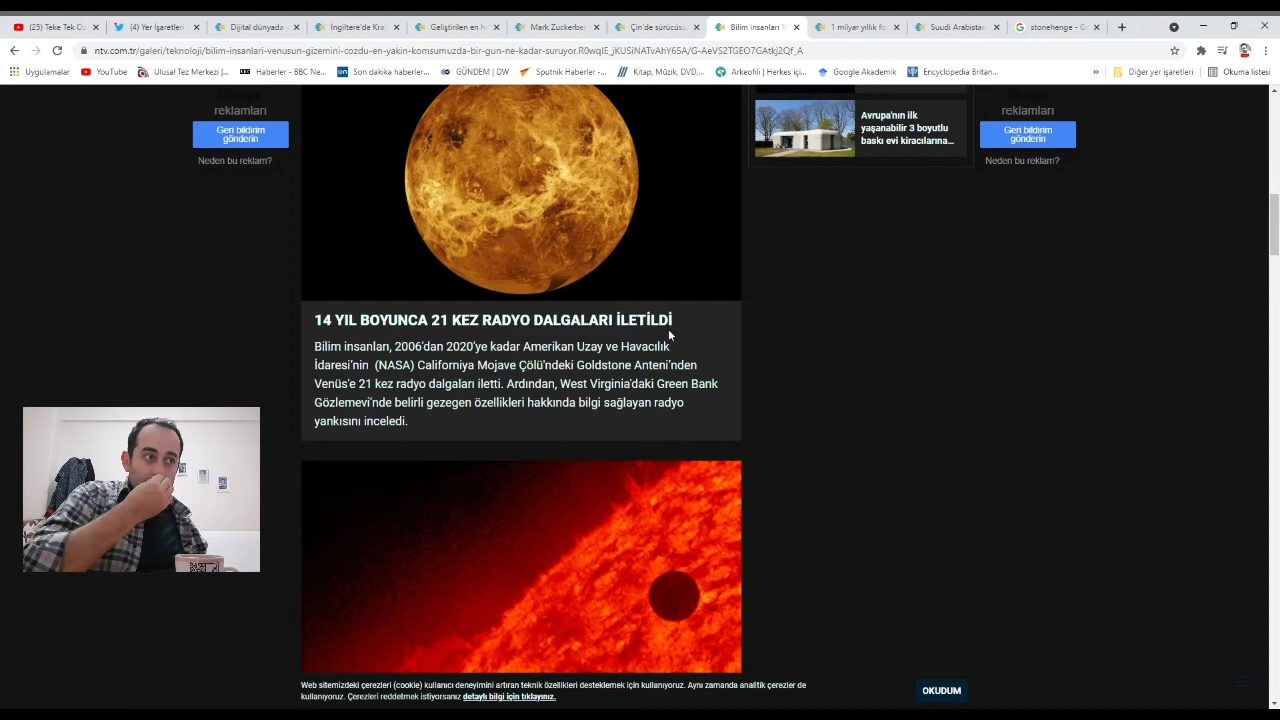 (25) Teke Tek Öz
(4) Yer İşaretleri
Dijital dünyada
İngiltere'de Kra
Geliştirilen en h
Mark Zuckerber
Çin'de sürücüsü
Bilim insanları V
1 milyar yıllık fo
Suudi Arabistan
stonehenge - G
ntv.com.tr/galeri/teknoloji/bilim-insanlari-venusun-gizemini-cozdu-en-yakin-komsumuzda-bir-gun-ne-kadar-suruyor,R0wqIE_jKUSiNATvAhY65A/G-AeVS2TGEO7GAtkj2Qf_A
Uygulamalar
YouTube
Ulusal Tez Merkezi |...
Haberler - BBC Ne...
Son dakika haberler...
GÜNDEM | DW
Sputnik Haberler -...
Kitap, Müzik, DVD,...
Arkeofili | Herkes içi...
Google Akademik
Encyclopedia Britan...
»
Diğer yer işaretleri
Okuma listesi
reklamları
Geri bildirim
gönderin
Neden bu reklam?
Avrupa'nın ilk
yaşanabilir 3 boyutlu
baskı evi kiracılarına...
reklamları
Geri bildirim
gönderin
Neden bu reklam?
14 YIL BOYUNCA 21 KEZ RADYO DALGALARI İLETİLDİ
Bilim insanları, 2006'dan 2020'ye kadar Amerikan Uzay ve Havacılık
İdaresi'nin (NASA) Californiya Mojave Çölü'ndeki Goldstone Anteni'nden
Venüs'e 21 kez radyo dalgaları iletti. Ardından, West Virginia'daki Green Bank
Gözlemevi'nde belirli gezegen özellikleri hakkında bilgi sağlayan radyo
yankısını inceledi.
Web sitemizdeki çerezleri (cookie) kullanıcı deneyimini artıran teknik özellikleri desteklemek için kullanıyoruz. Aynı zamanda analitik çerezler de
kullanıyoruz. Çerezleri reddetmek istiyorsanız detaylı bilgi için tıklayınız.
OKUDUM